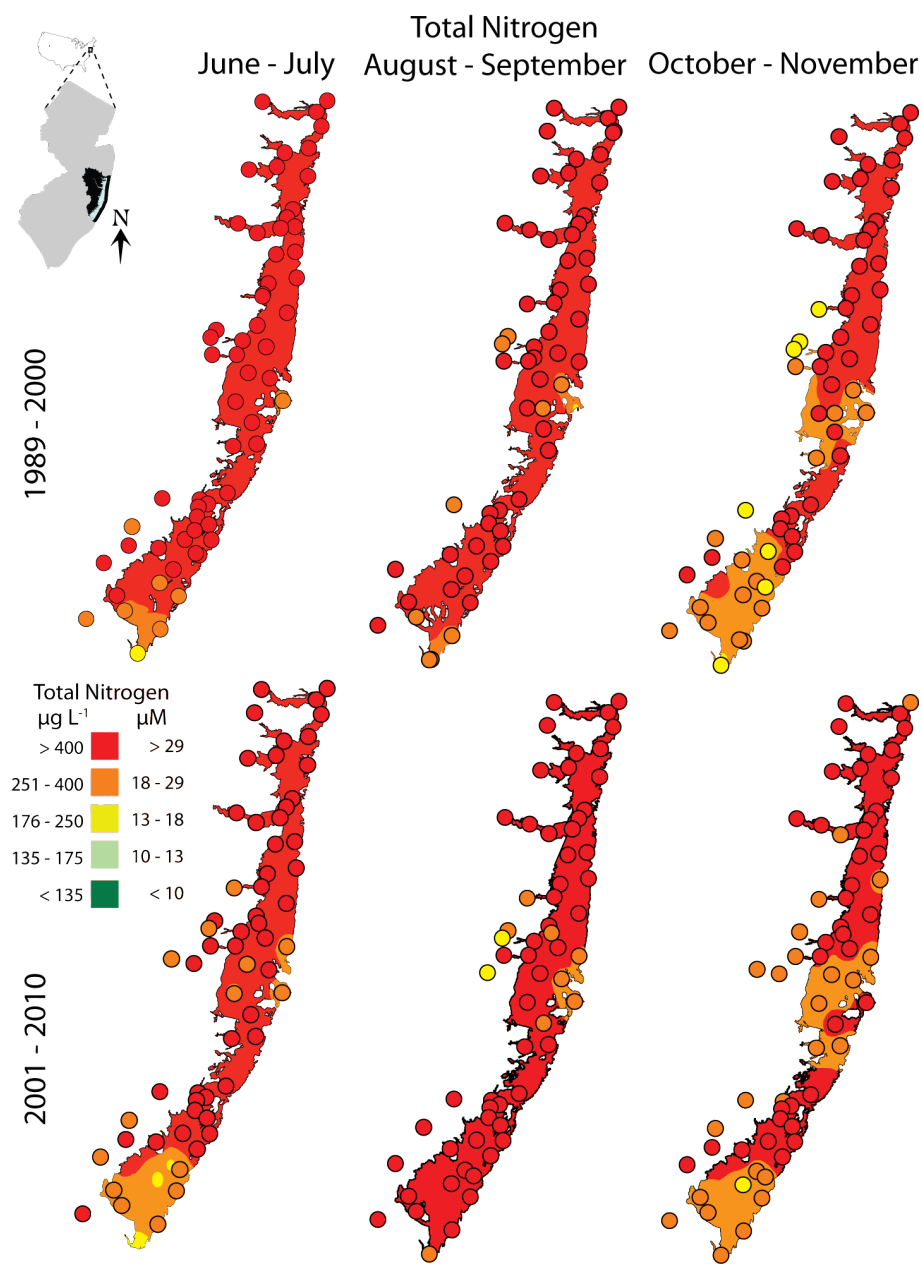 Total Nitrogen
June - July
August - September
October - November
N
1989 - 2000
Total Nitrogen
µg L⁻¹
µM
> 400
> 29
251 - 400
18 - 29
176 - 250
13 - 18
135 - 175
10 - 13
< 135
< 10
2001 - 2010